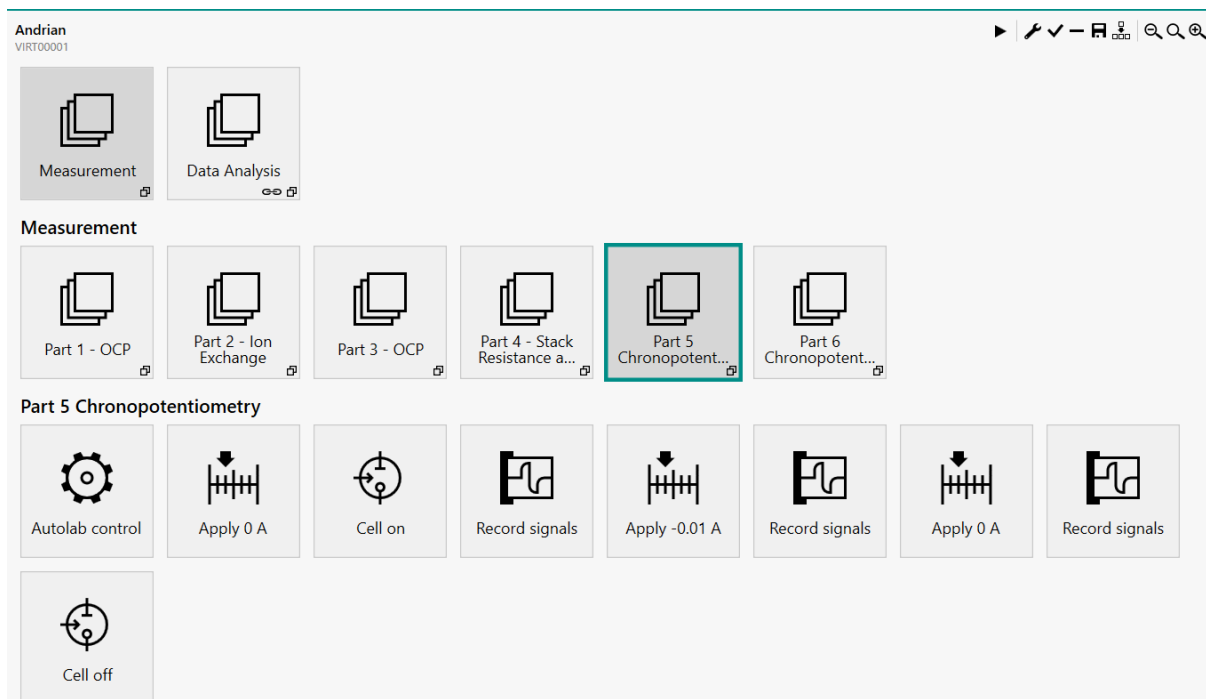 Andrian
VIRT00001
Measurement
Data Analysis
Measurement
Part 1 - OCP
Part 2 - Ion
Exchange
Part 3 - OCP
Part 4 - Stack
Resistance a...
Part 5
Chronopotent...
Part 6
Chronopotent...
Part 5 Chronopotentiometry
Autolab control
Apply 0 A
Cell on
Record signals
Apply -0.01 A
Record signals
Apply 0 A
Record signals
Cell off